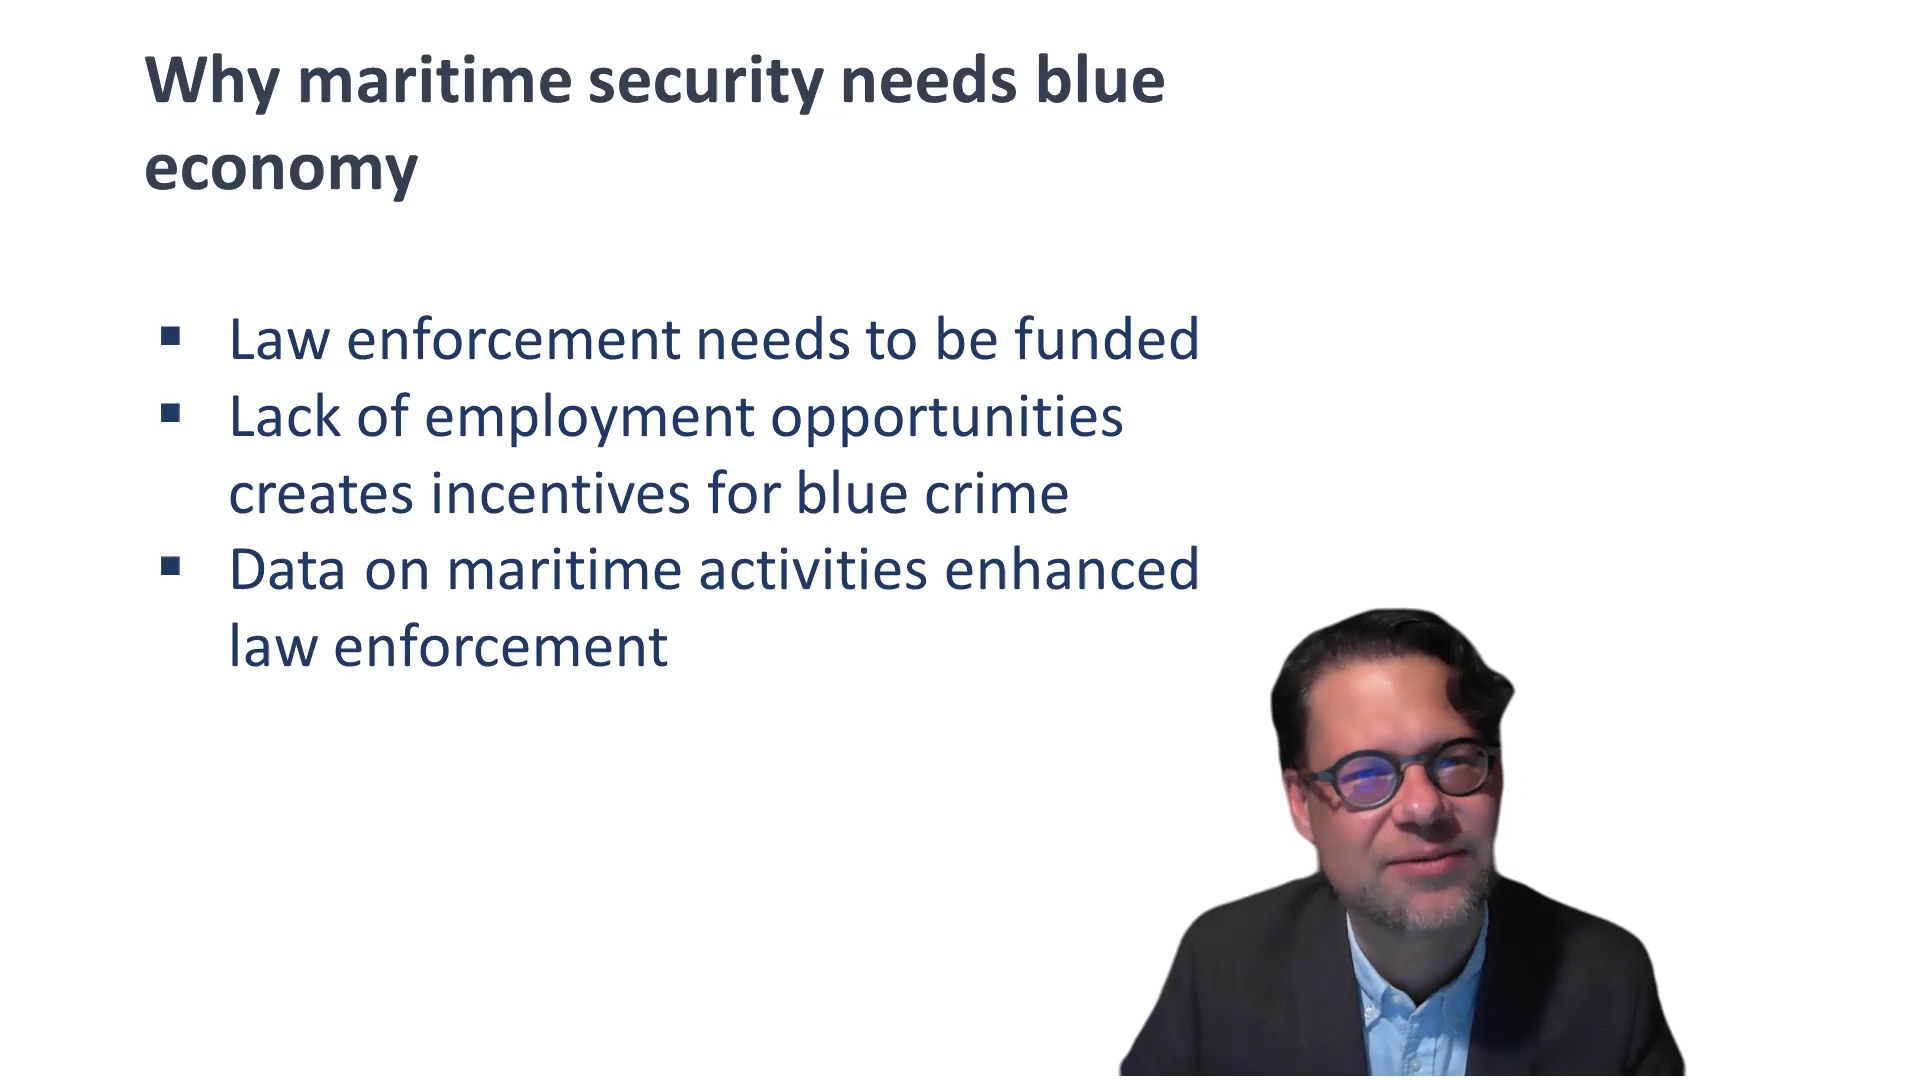 Why maritime security needs blue
economy
▪ Law enforcement needs to be funded
▪ Lack of employment opportunities
creates incentives for blue crime
▪ Data on maritime activities enhanced
law enforcement